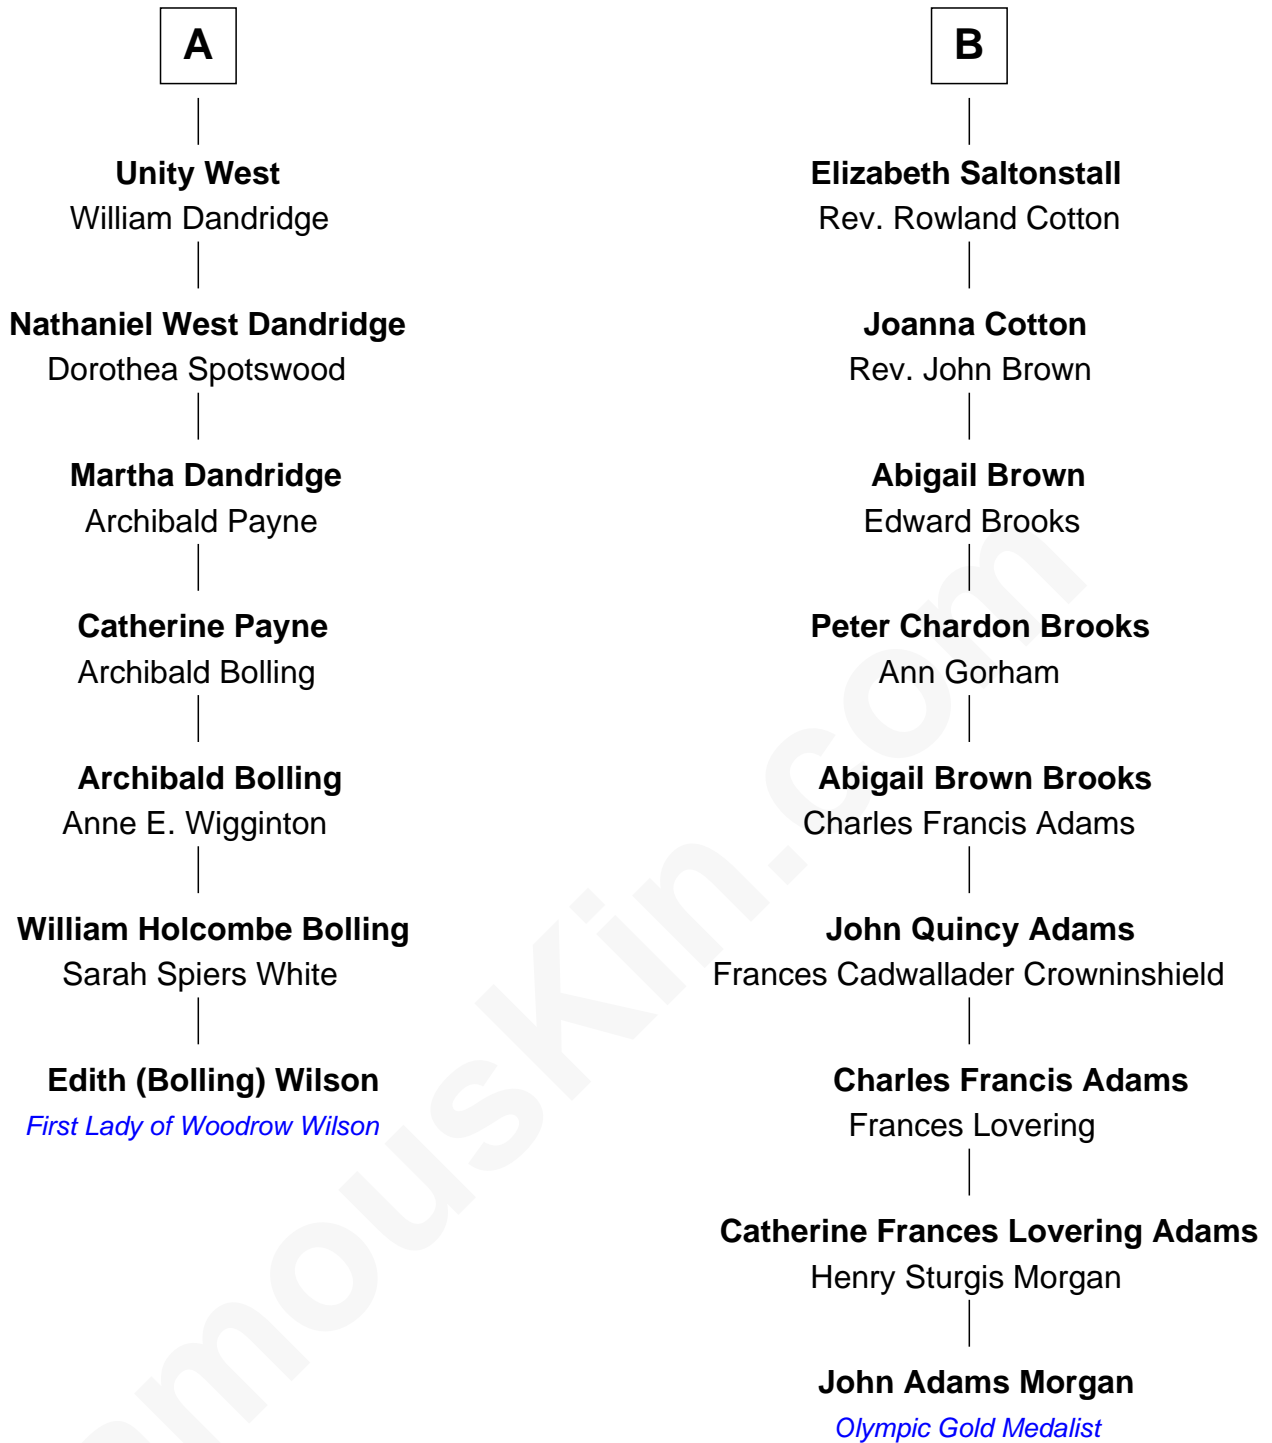 A
Unity West
William Dandridge
Nathaniel West Dandridge
Dorothea Spotswood
Martha Dandridge
Archibald Payne
Catherine Payne
Archibald Bolling
Archibald Bolling
Anne E. Wigginton
William Holcombe Bolling
Sarah Spiers White
Edith (Bolling) Wilson
First Lady of Woodrow Wilson
B
Elizabeth Saltonstall
Rev. Rowland Cotton
Joanna Cotton
Rev. John Brown
Abigail Brown
Edward Brooks
Peter Chardon Brooks
Ann Gorham
Abigail Brown Brooks
Charles Francis Adams
John Quincy Adams
Frances Cadwallader Crowninshield
Charles Francis Adams
Frances Lovering
Catherine Frances Lovering Adams
Henry Sturgis Morgan
John Adams Morgan
Olympic Gold Medalist
amouskin.com